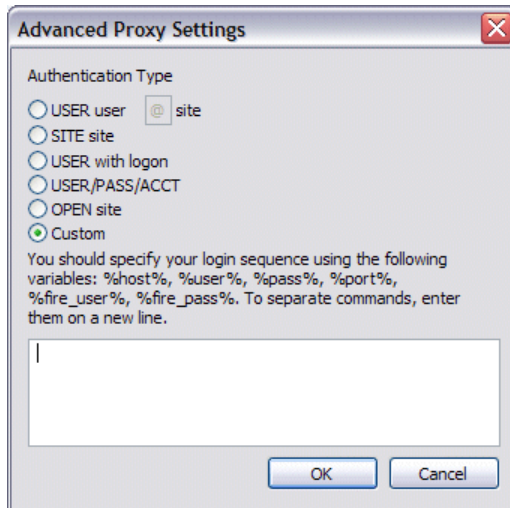 Advanced Proxy Settings
Authentication Type
USER user @ site
SITE site
USER with logon
USER/PASS/ACCT
OPEN site
Custom
You should specify your login sequence using the following
variables: %host%, %user%, %pass%, %port%,
%fire_user%, %fire_pass%. To separate commands, enter
them on a new line.
OK Cancel